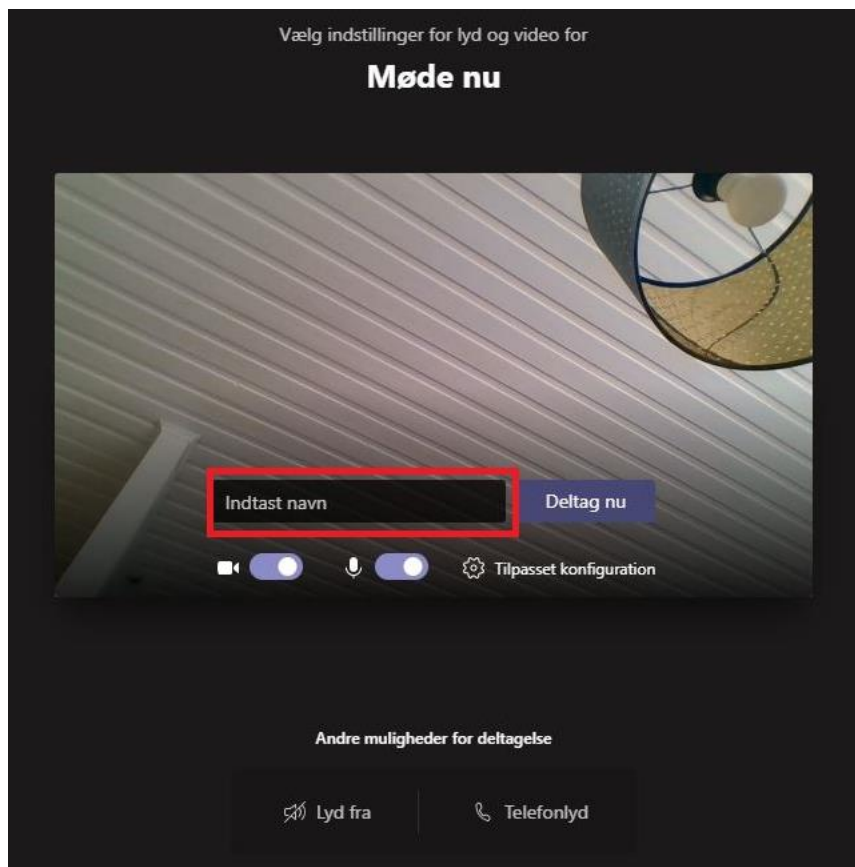 Vælg indstillinger for lyd og video for
Møde nu
Indtast navn
Deltag nu
Tilpasset konfiguration
Andre muligheder for deltagelse
Lyd fra
Telefonlyd